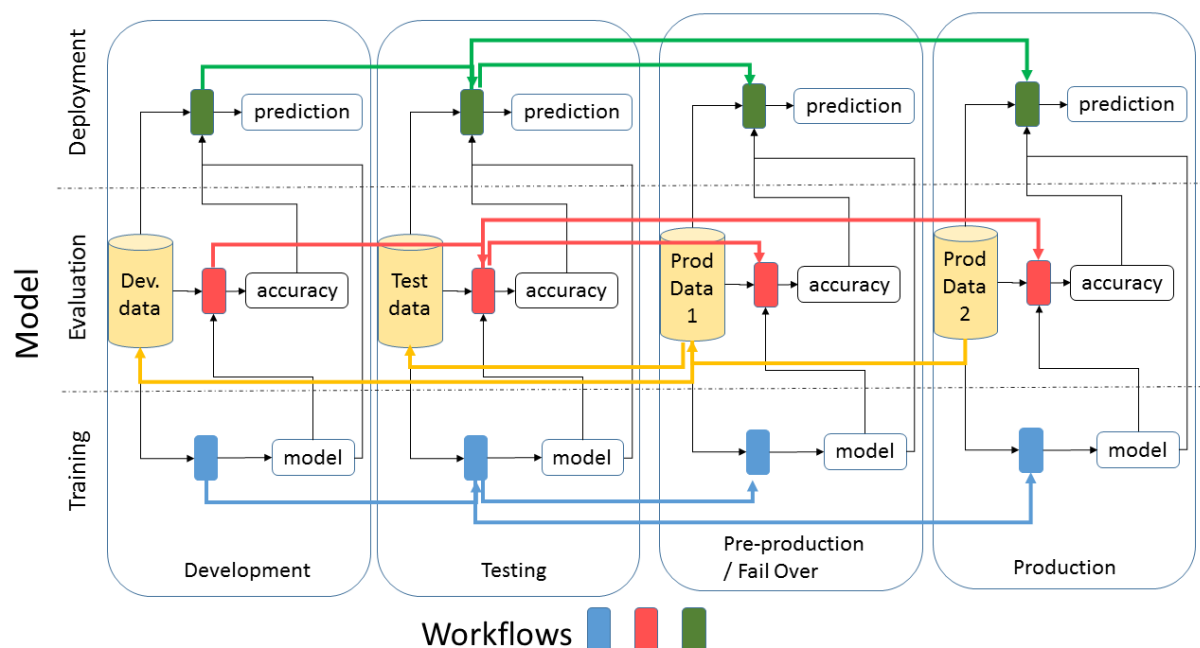 Deployment
prediction
prediction
prediction
prediction
Model
Evaluation
Dev.
data
accuracy
Test
data
accuracy
Prod
Data
1
accuracy
Prod
Data
2
accuracy
Training
model
model
model
model
Development
Testing
Pre-production
/ Fail Over
Production
Workflows